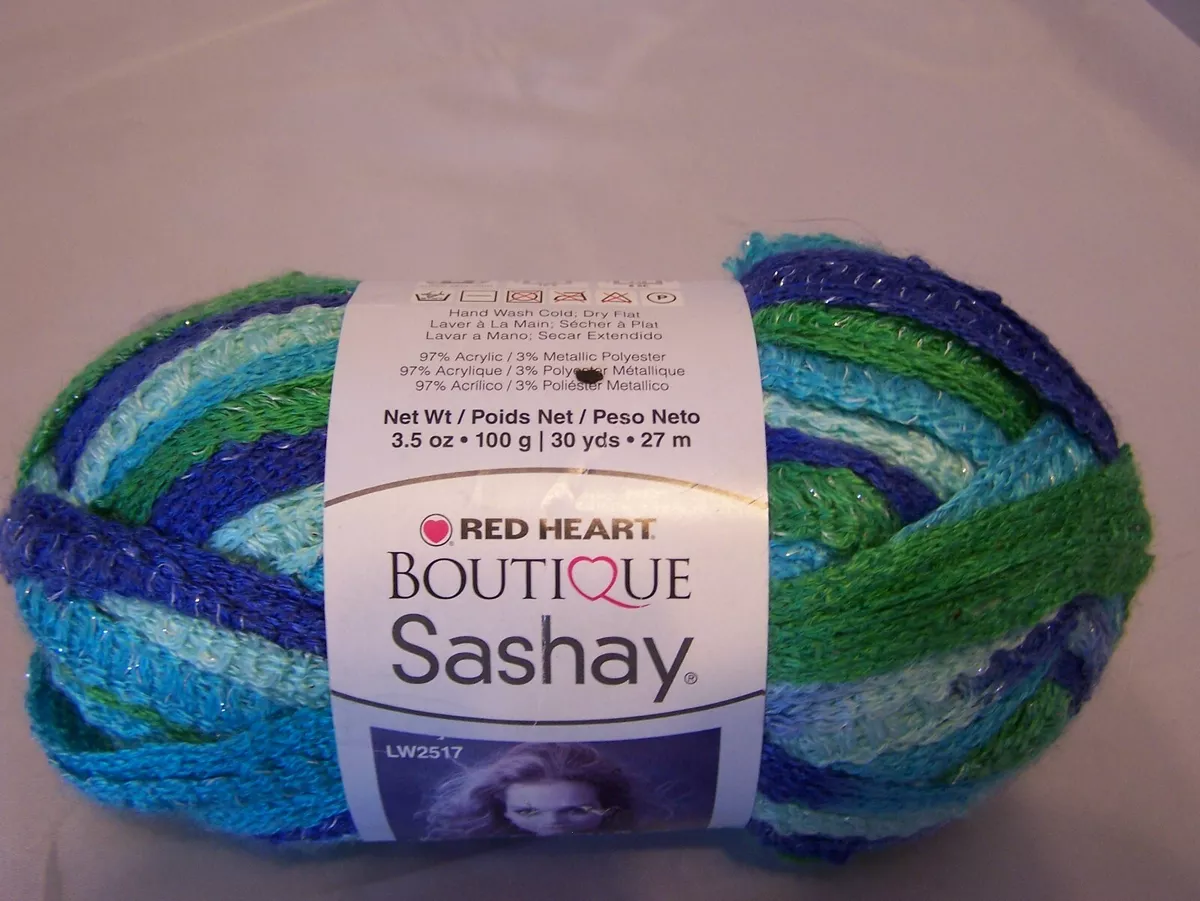 Hand Wash Cold; Dry Flat
Laver à La Main; Sécher à Plat
Lavar a Mano; Secar Extendido
97% Acrylic / 3% Metallic Polyester
97% Acrylique / 3% Polyester Métallique
97% Acrílico / 3% Poliéster Metallico
Net Wt / Poids Net / Peso Neto
3.5 oz • 100 g | 30 yds • 27 m
RED HEART®
BOUTIQUE
Sashay®
LW2517